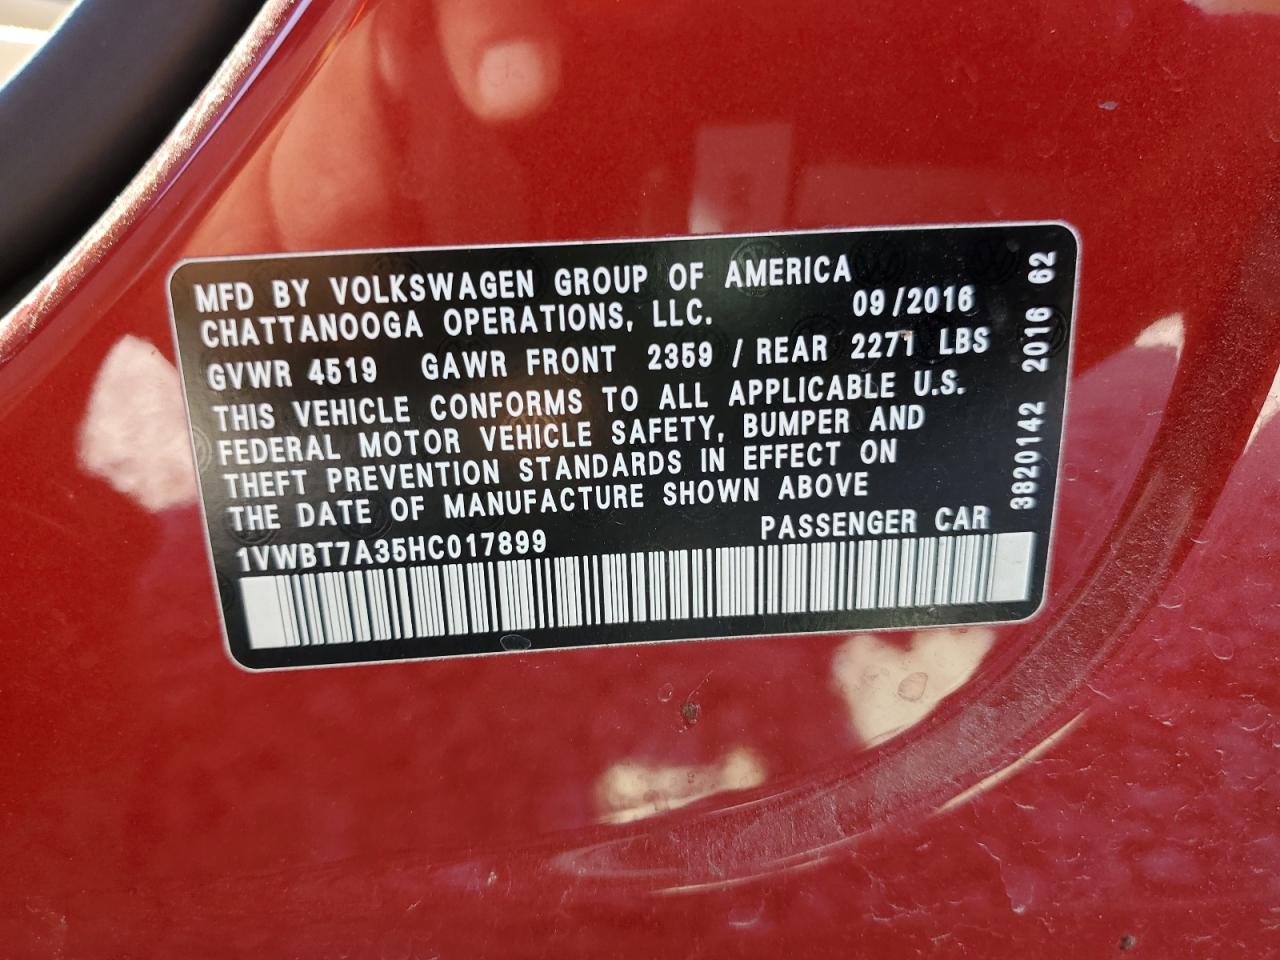 MFD BY VOLKSWAGEN GROUP OF AMERICA
CHATTANOOGA OPERATIONS, LLC. 09/2016
GVWR 4519 GAWR FRONT 2359 / REAR 2271 LBS
THIS VEHICLE CONFORMS TO ALL APPLICABLE U.S.
FEDERAL MOTOR VEHICLE SAFETY, BUMPER AND
THEFT PREVENTION STANDARDS IN EFFECT ON
THE DATE OF MANUFACTURE SHOWN ABOVE
1VWBT7A35HC017899 PASSENGER CAR
3820142 2016 62